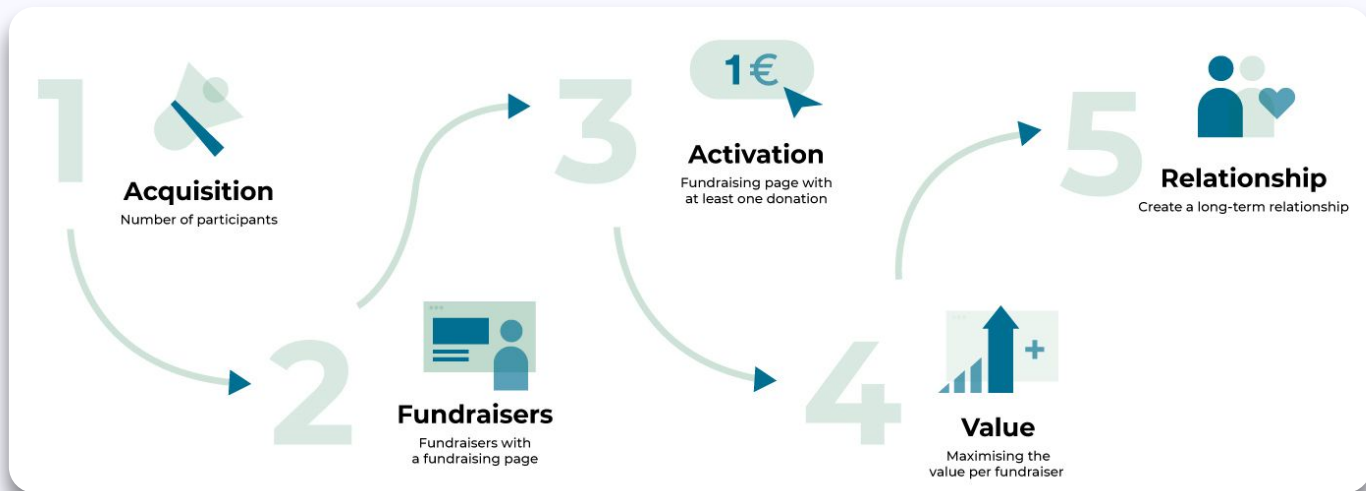 1
Acquisition
Number of participants
2
Fundraisers
Fundraisers with
a fundraising page
3
1€
Activation
Fundraising page with
at least one donation
4
+
Value
Maximising the
value per fundraiser
5
Relationship
Create a long-term relationship